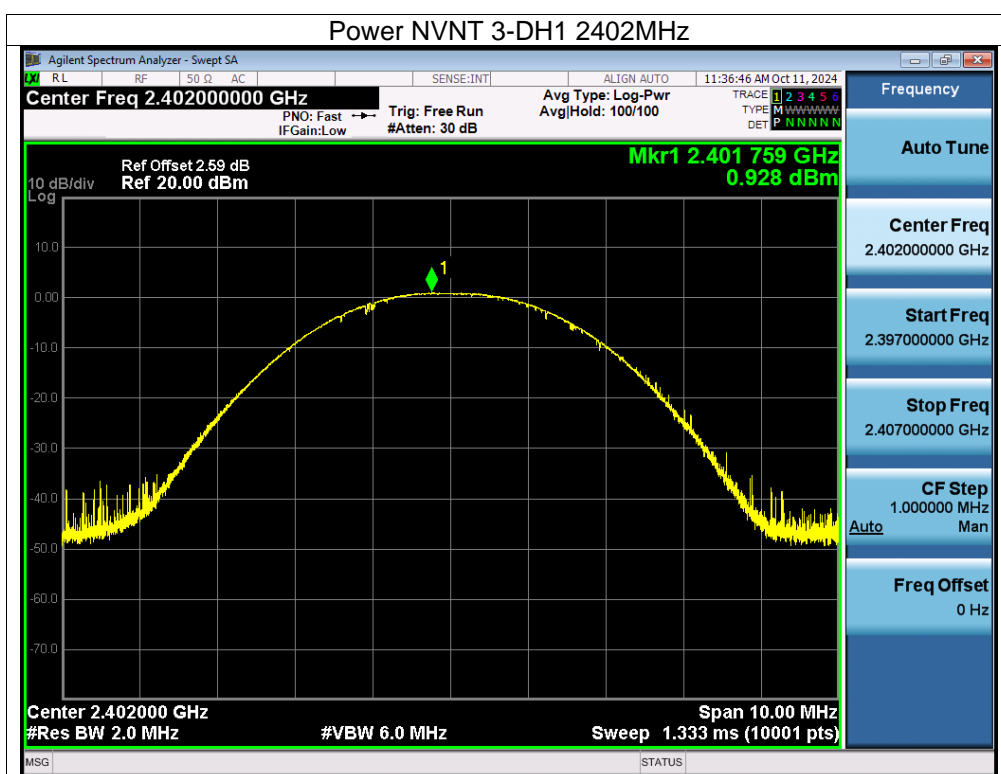 Power NVNT 3-DH1 2402MHz
Agilent Spectrum Analyzer - Swept SA
LXI RL RF 50 Ω AC SENSE:INT ALIGN AUTO 11:36:46 AM Oct 11, 2024
Center Freq 2.402000000 GHz
PNO: Fast
IFGain:Low
Trig: Free Run
#Atten: 30 dB
Avg Type: Log-Pwr
Avg|Hold: 100/100
TRACE 1 2 3 4 5 6
TYPE M WWWWW
DET P N N N N N
Ref Offset 2.59 dB
10 dB/div Ref 20.00 dBm
Log
Mkr1 2.401 759 GHz
0.928 dBm
1
10.0
0.00
-10.0
-20.0
-30.0
-40.0
-50.0
-60.0
-70.0
Center 2.402000 GHz Span 10.00 MHz
#Res BW 2.0 MHz #VBW 6.0 MHz Sweep 1.333 ms (10001 pts)
MSG STATUS
Frequency
Auto Tune
Center Freq
2.402000000 GHz
Start Freq
2.397000000 GHz
Stop Freq
2.407000000 GHz
CF Step
1.000000 MHz
Auto Man
Freq Offset
0 Hz